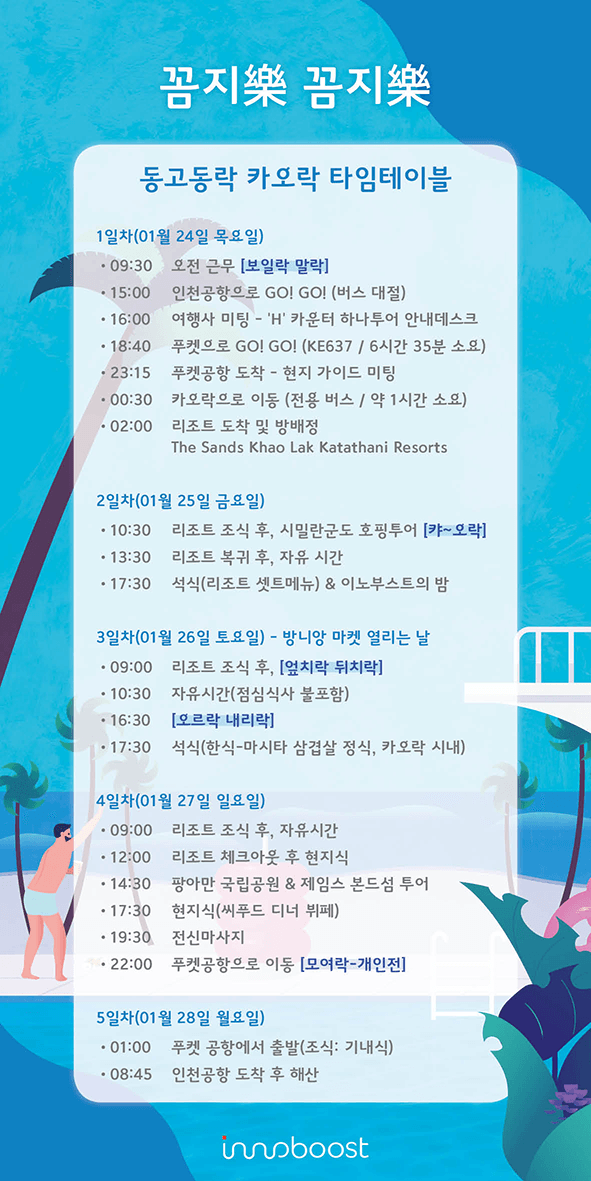 꼼지樂 꼼지樂
동고동락 카오락 타임테이블
1일차(01월 24일 목요일)
• 09:30 오전 근무 [보일락 말락]
• 15:00 인천공항으로 GO! GO! (버스 대절)
• 16:00 여행사 미팅 - 'H' 카운터 하나투어 안내데스크
• 18:40 푸켓으로 GO! GO! (KE637 / 6시간 35분 소요)
• 23:15 푸켓공항 도착 - 현지 가이드 미팅
• 00:30 카오락으로 이동 (전용 버스 / 약 1시간 소요)
• 02:00 리조트 도착 및 방배정
The Sands Khao Lak Katathani Resorts
2일차(01월 25일 금요일)
• 10:30 리조트 조식 후, 시밀란군도 호핑투어 [캬~오락]
• 13:30 리조트 복귀 후, 자유 시간
• 17:30 석식(리조트 셋트메뉴) & 이노부스트의 밤
3일차(01월 26일 토요일) - 방니앙 마켓 열리는 날
• 09:00 리조트 조식 후, [엎치락 뒤치락]
• 10:30 자유시간(점심식사 불포함)
• 16:30 [오르락 내리락]
• 17:30 석식(한식-마시타 삼겹살 정식, 카오락 시내)
4일차(01월 27일 일요일)
• 09:00 리조트 조식 후, 자유시간
• 12:00 리조트 체크아웃 후 현지식
• 14:30 팡아만 국립공원 & 제임스 본드섬 투어
• 17:30 현지식(씨푸드 디너 뷔페)
• 19:30 전신마사지
• 22:00 푸켓공항으로 이동 [모여락-개인전]
5일차(01월 28일 월요일)
• 01:00 푸켓 공항에서 출발(조식: 기내식)
• 08:45 인천공항 도착 후 해산
innoboost